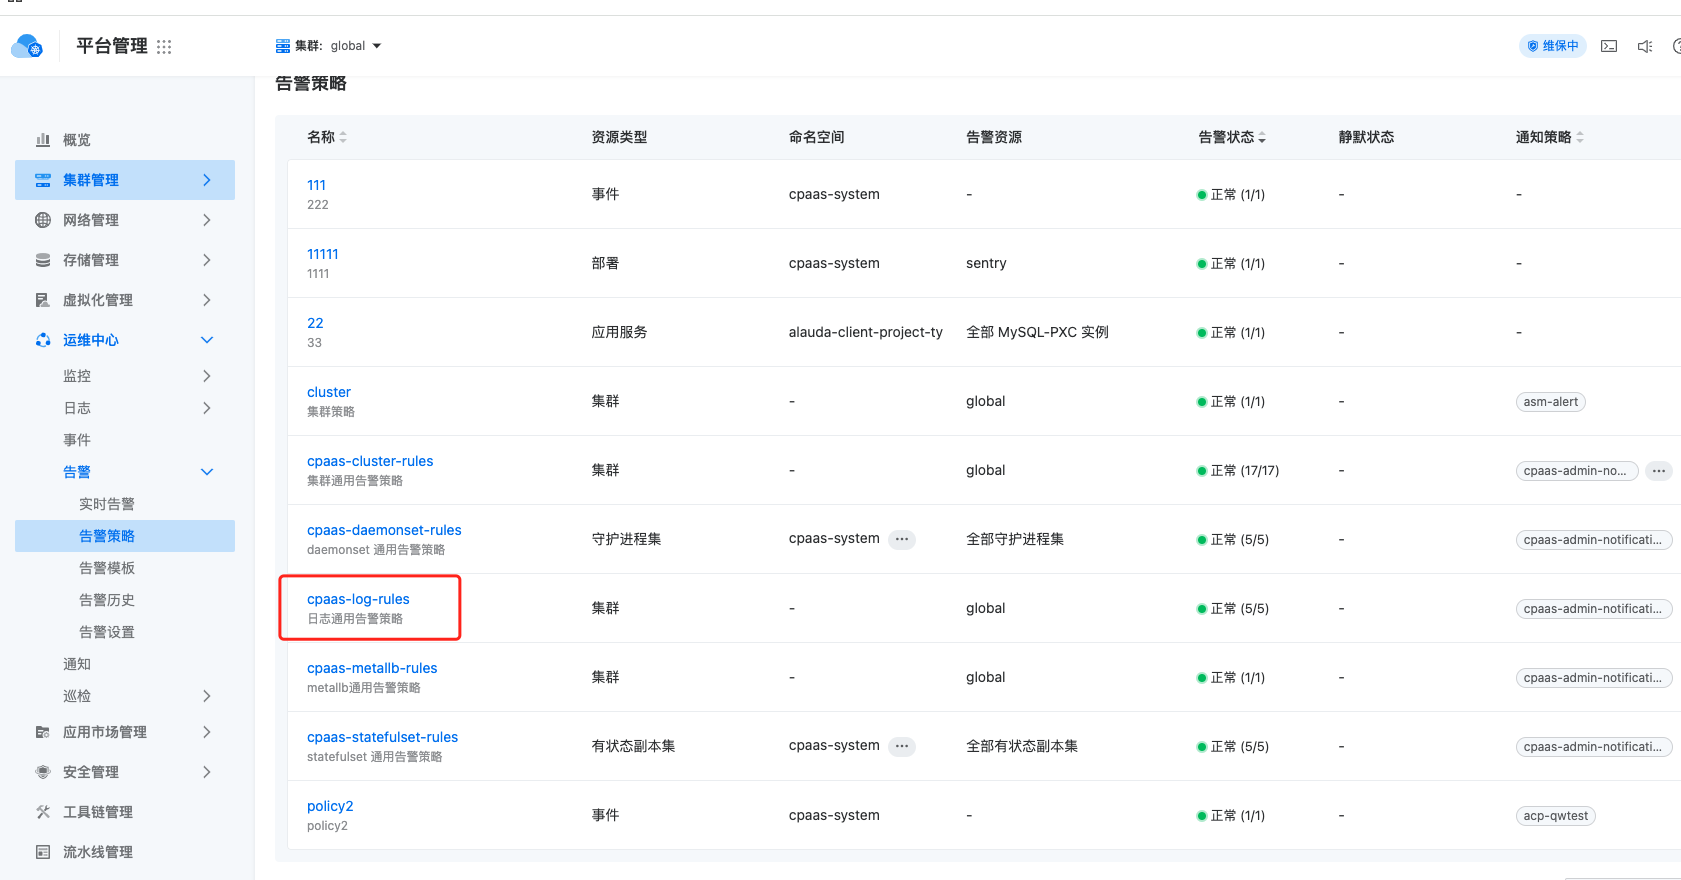 平台管理
集群: global
维保中
告警策略
概览
集群管理
网络管理
存储管理
虚拟化管理
运维中心
监控
日志
事件
告警
实时告警
告警策略
告警模板
告警历史
告警设置
通知
巡检
应用市场管理
安全管理
工具链管理
流水线管理
名称 资源类型 命名空间 告警资源 告警状态 静默状态 通知策略
111 事件 cpaas-system - 正常 (1/1) - -
222
11111 部署 cpaas-system sentry 正常 (1/1) - -
1111
22 应用服务 alauda-client-project-ty 全部 MySQL-PXC 实例 正常 (1/1) - -
33
cluster 集群 - global 正常 (1/1) - asm-alert
集群策略
cpaas-cluster-rules 集群 - global 正常 (17/17) - cpaas-admin-no... ···
集群通用告警策略
cpaas-daemonset-rules 守护进程集 cpaas-system ··· 全部守护进程集 正常 (5/5) - cpaas-admin-notificati...
daemonset 通用告警策略
cpaas-log-rules 集群 - global 正常 (5/5) - cpaas-admin-notificati...
日志通用告警策略
cpaas-metallb-rules 集群 - global 正常 (1/1) - cpaas-admin-notificati...
metallb通用告警策略
cpaas-statefulset-rules 有状态副本集 cpaas-system ··· 全部有状态副本集 正常 (5/5) - cpaas-admin-notificati...
statefulset 通用告警策略
policy2 事件 cpaas-system - 正常 (1/1) - acp-qwtest
policy2